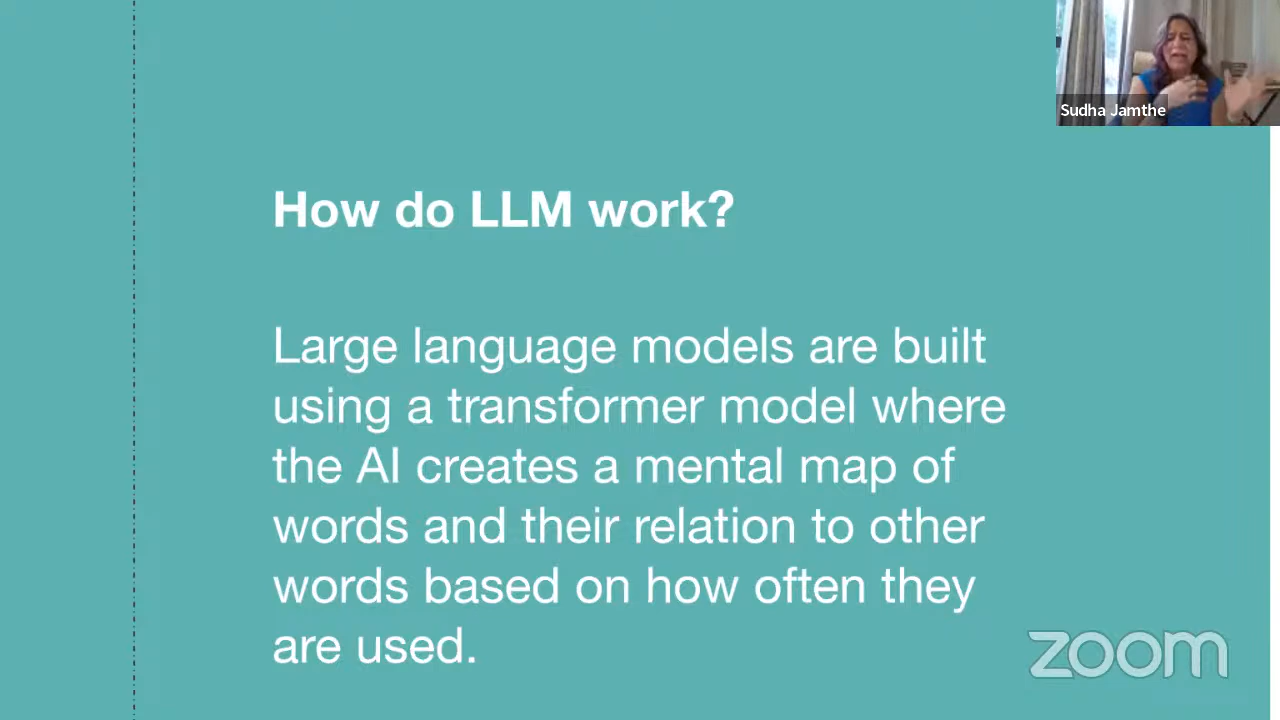 Sudha Jamthe
How do LLM work?
Large language models are built
using a transformer model where
the AI creates a mental map of
words and their relation to other
words based on how often they
are used.
zoom